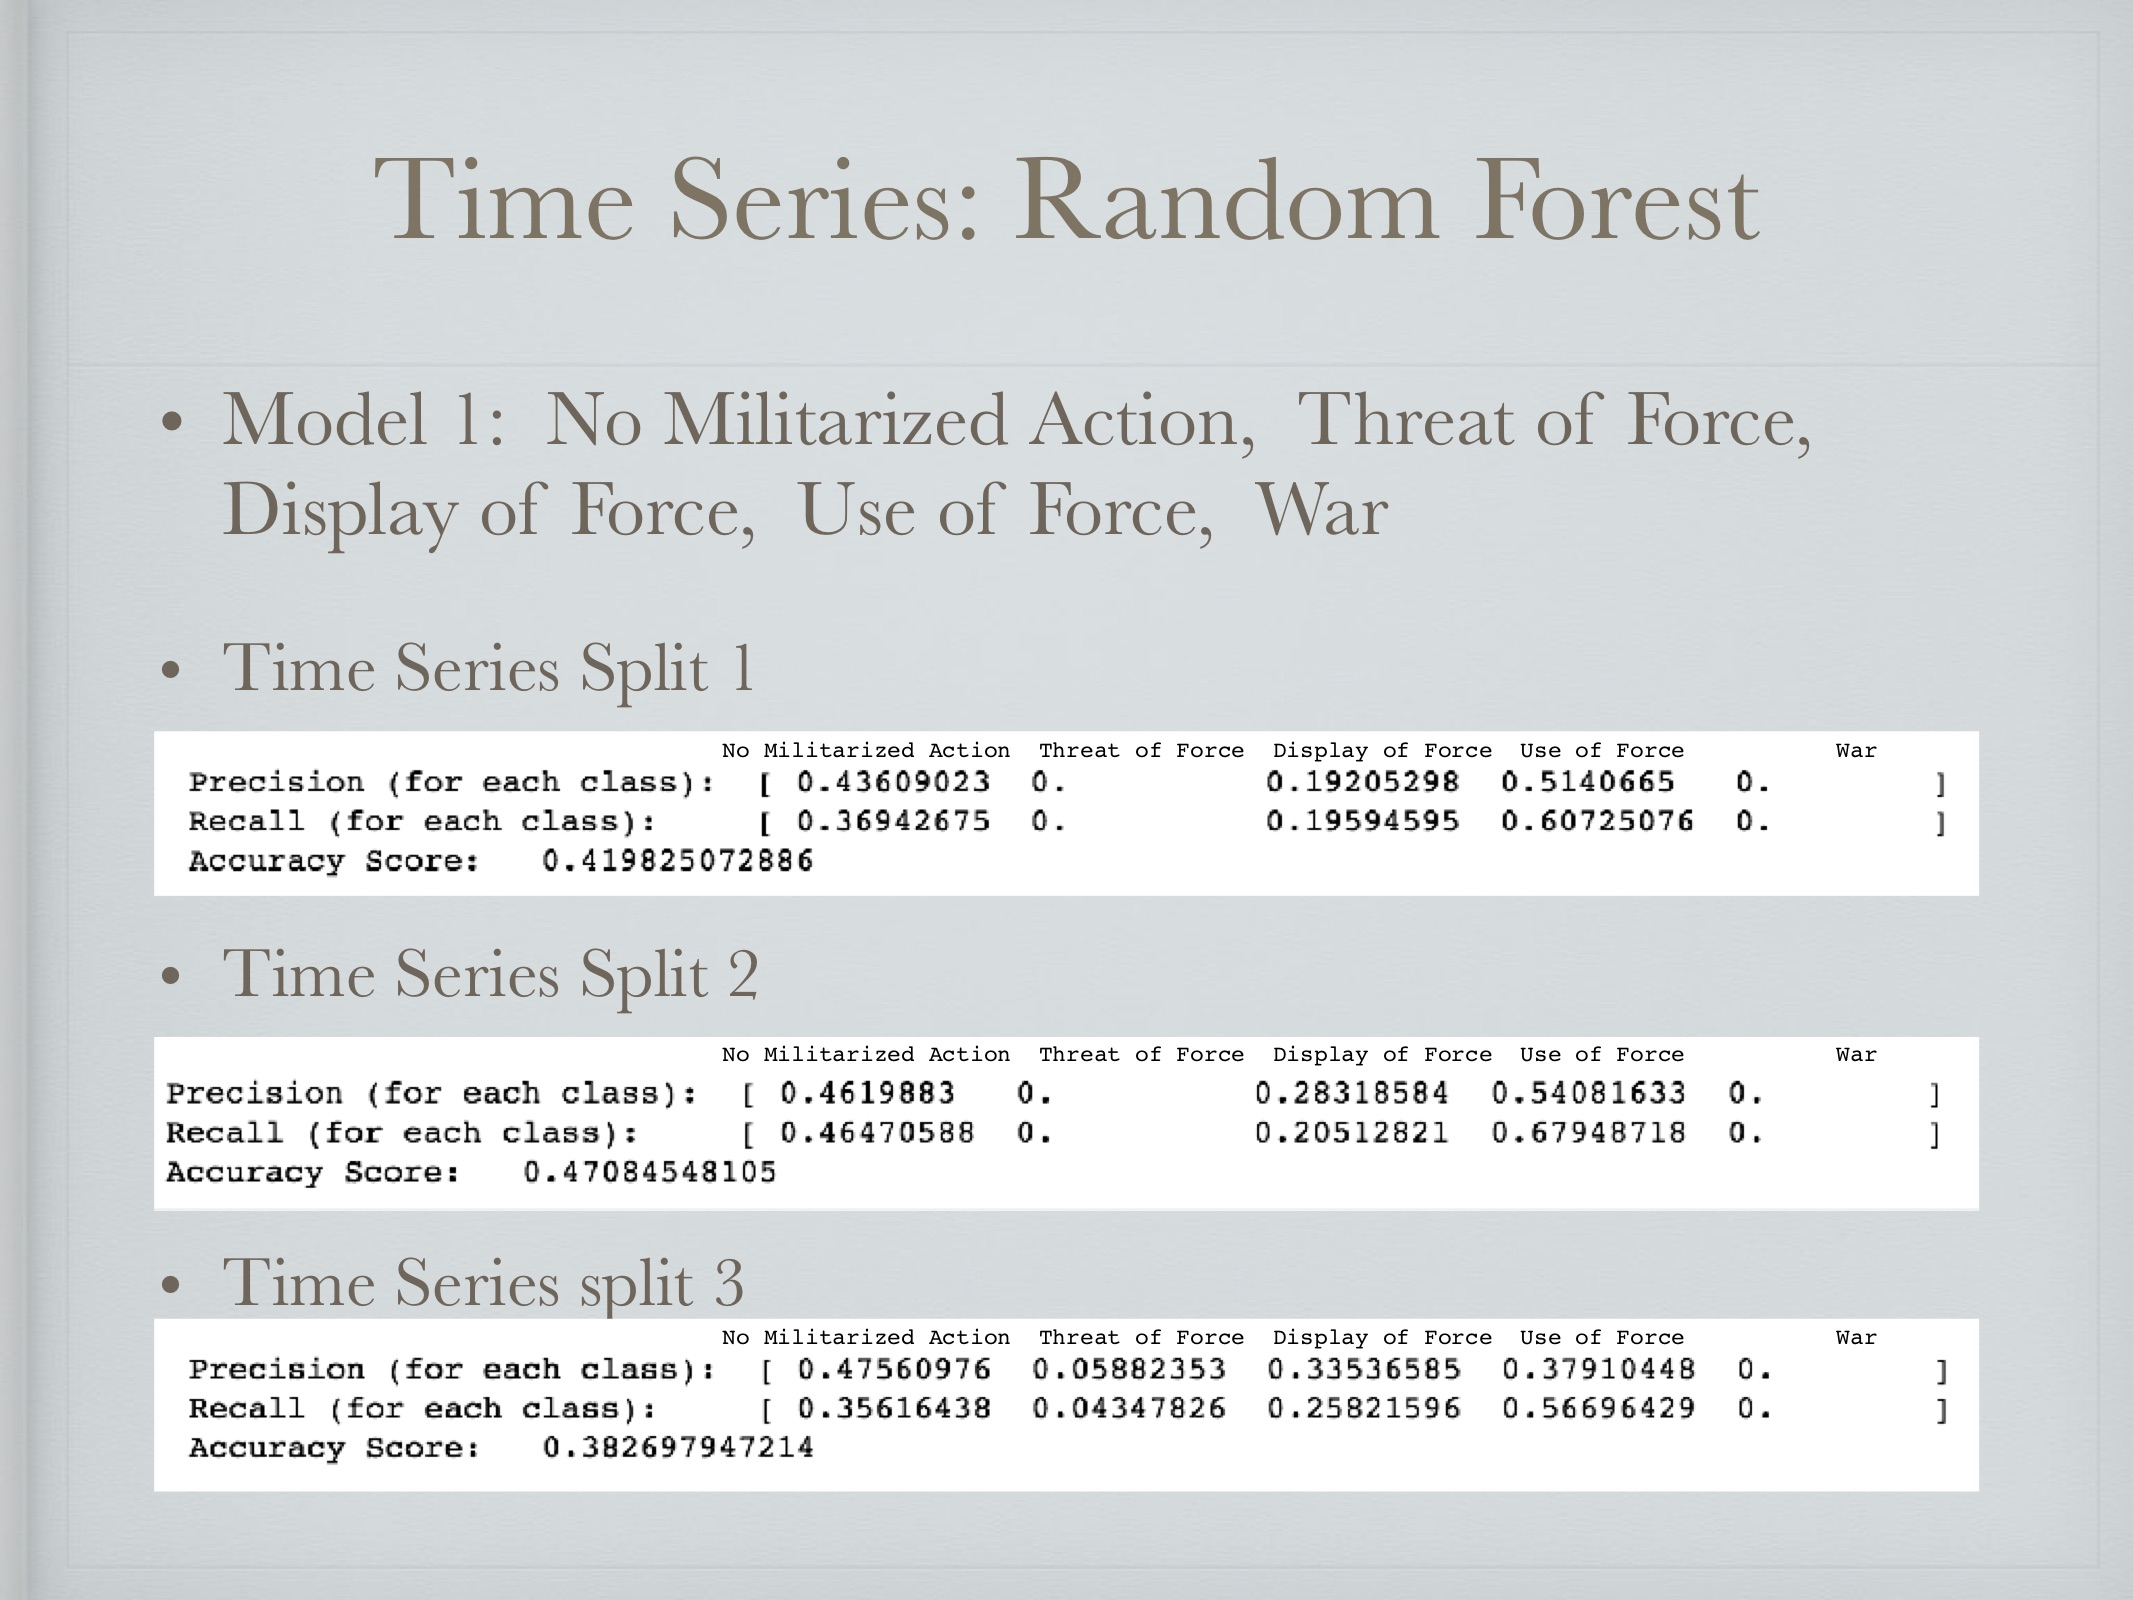 Time Series: Random Forest
• Model 1: No Militarized Action, Threat of Force,
Display of Force, Use of Force, War
• Time Series Split 1
No Militarized Action Threat of Force Display of Force Use of Force War
Precision (for each class): [ 0.43609023 0. 0.19205298 0.5140665 0. ]
Recall (for each class): [ 0.36942675 0. 0.19594595 0.60725076 0. ]
Accuracy Score: 0.419825072886
• Time Series Split 2
No Militarized Action Threat of Force Display of Force Use of Force War
Precision (for each class): [ 0.4619883 0. 0.28318584 0.54081633 0. ]
Recall (for each class): [ 0.46470588 0. 0.20512821 0.67948718 0. ]
Accuracy Score: 0.47084548105
• Time Series split 3
No Militarized Action Threat of Force Display of Force Use of Force War
Precision (for each class): [ 0.47560976 0.05882353 0.33536585 0.37910448 0. ]
Recall (for each class): [ 0.35616438 0.04347826 0.25821596 0.56696429 0. ]
Accuracy Score: 0.382697947214